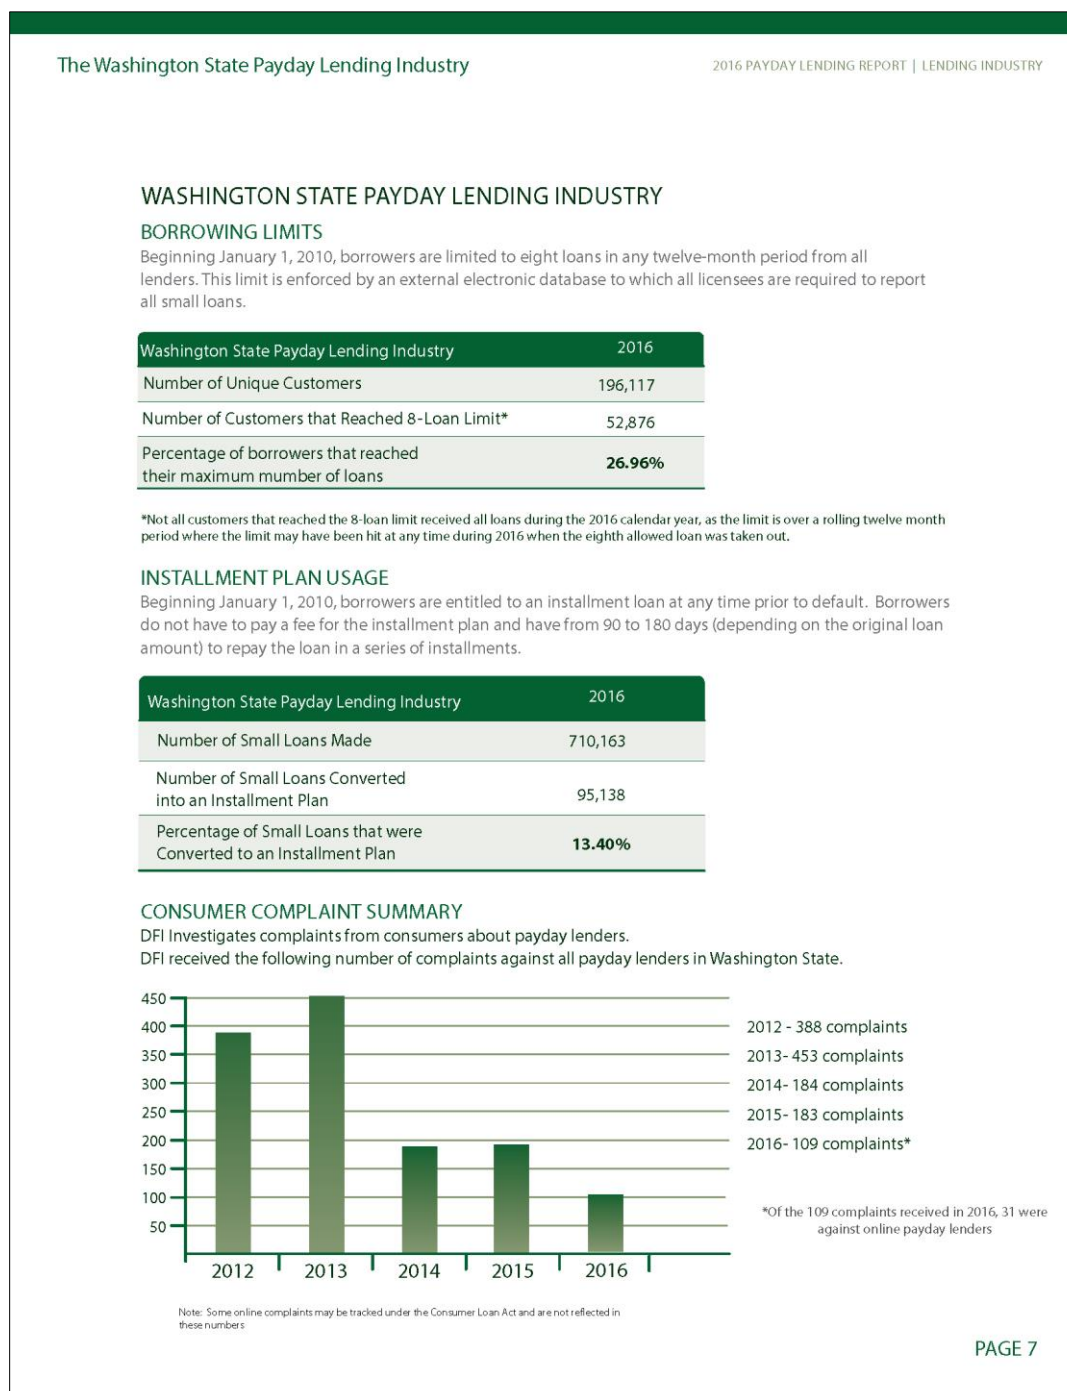 The Washington State Payday Lending Industry
2016 PAYDAY LENDING REPORT | LENDING INDUSTRY
WASHINGTON STATE PAYDAY LENDING INDUSTRY
BORROWING LIMITS
Beginning January 1, 2010, borrowers are limited to eight loans in any twelve-month period from all
lenders. This limit is enforced by an external electronic database to which all licensees are required to report
all small loans.
Washington State Payday Lending Industry 2016
Number of Unique Customers 196,117
Number of Customers that Reached 8-Loan Limit* 52,876
Percentage of borrowers that reached
their maximum mumber of loans 26.96%
*Not all customers that reached the 8-loan limit received all loans during the 2016 calendar year, as the limit is over a rolling twelve month
period where the limit may have been hit at any time during 2016 when the eighth allowed loan was taken out.
INSTALLMENT PLAN USAGE
Beginning January 1, 2010, borrowers are entitled to an installment loan at any time prior to default. Borrowers
do not have to pay a fee for the installment plan and have from 90 to 180 days (depending on the original loan
amount) to repay the loan in a series of installments.
Washington State Payday Lending Industry 2016
Number of Small Loans Made 710,163
Number of Small Loans Converted
into an Installment Plan 95,138
Percentage of Small Loans that were
Converted to an Installment Plan 13.40%
CONSUMER COMPLAINT SUMMARY
DFI Investigates complaints from consumers about payday lenders.
DFI received the following number of complaints against all payday lenders in Washington State.
450
400
350
300
250
200
150
100
50
2012 2013 2014 2015 2016
2012 - 388 complaints
2013- 453 complaints
2014- 184 complaints
2015- 183 complaints
2016- 109 complaints*
*Of the 109 complaints received in 2016, 31 were
against online payday lenders
Note: Some online complaints may be tracked under the Consumer Loan Act and are not reflected in
these numbers
PAGE 7